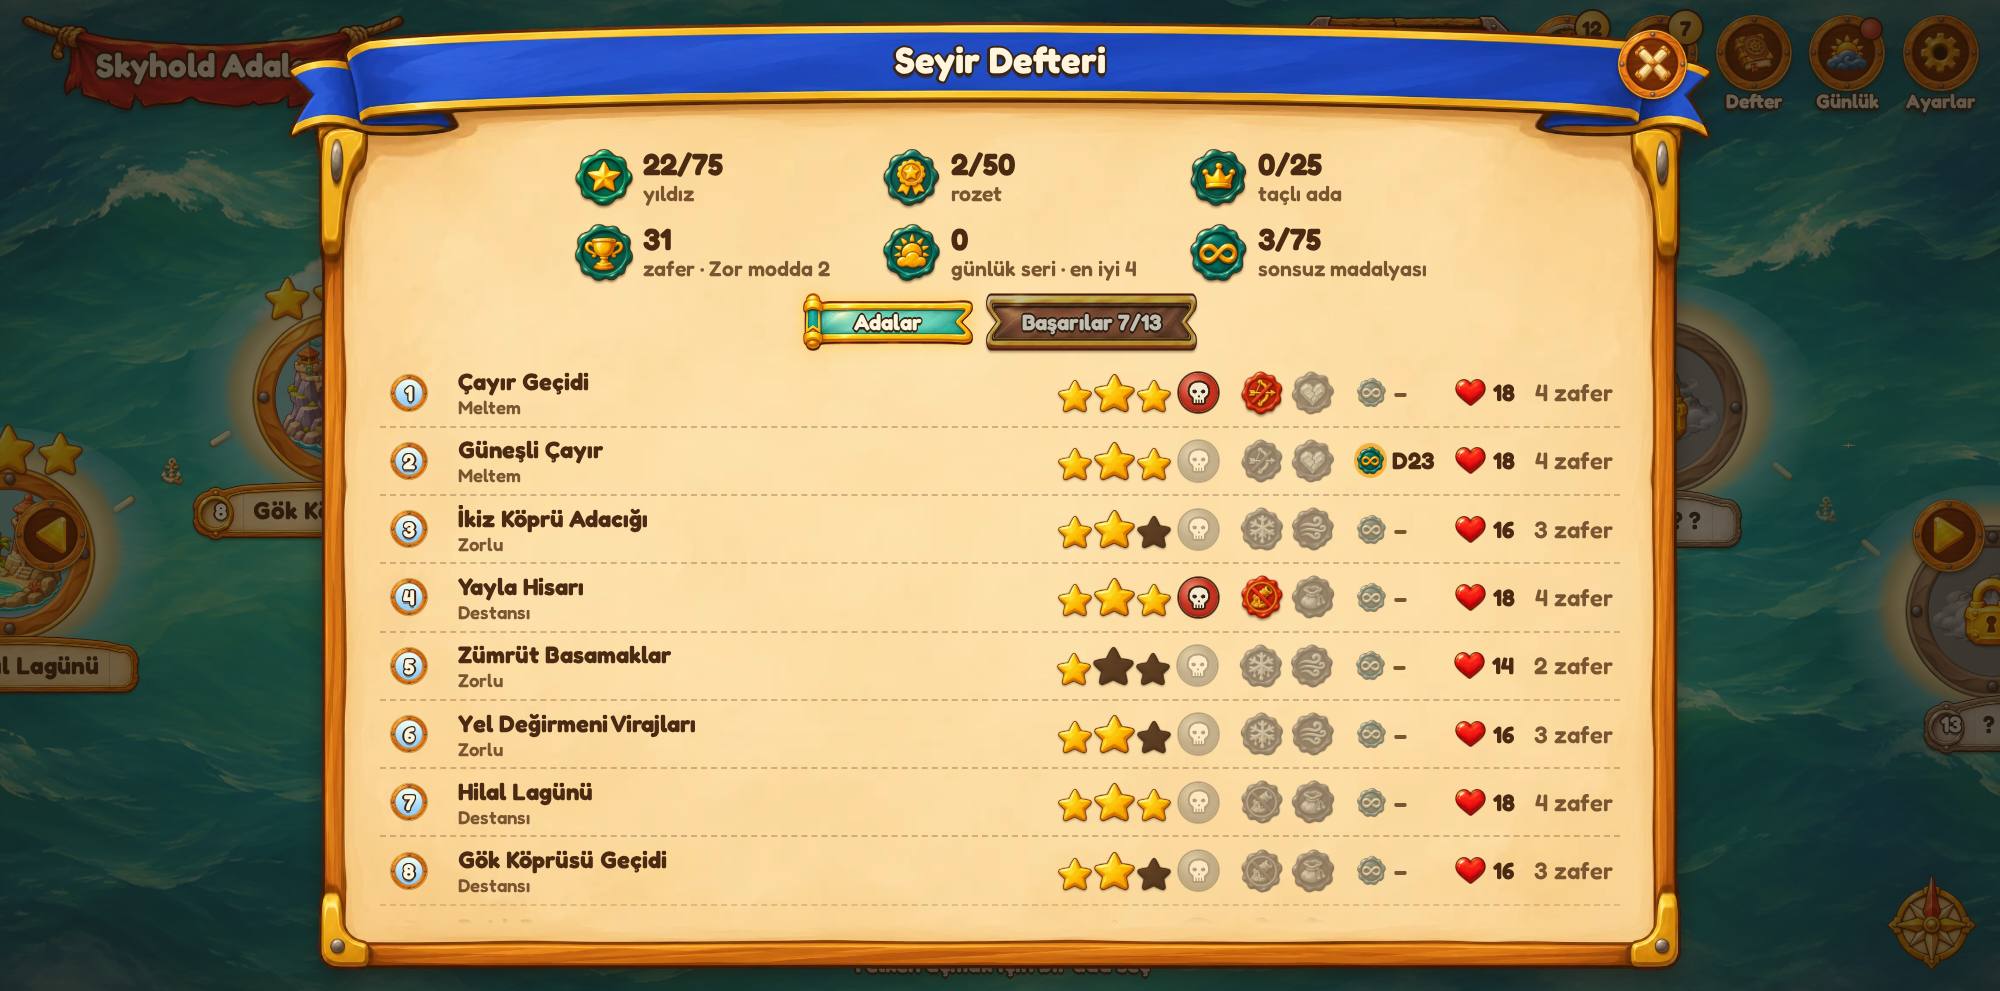 Seyir Defteri
Skyhold
12
7
Defter
Günlük
Ayarlar
22/75
yıldız
2/50
rozet
0/25
taçlı ada
31
zafer · Zor modda 2
0
günlük seri · en iyi 4
3/75
sonsuz madalyası
Adalar
Başarılar 7/13
1
Çayır Geçidi
Meltem
–
18
4 zafer
2
Güneşli Çayır
Meltem
D23
18
4 zafer
3
İkiz Köprü Adacığı
Zorlu
–
16
3 zafer
4
Yayla Hisarı
Destansı
–
18
4 zafer
5
Zümrüt Basamaklar
Zorlu
–
14
2 zafer
6
Yel Değirmeni Virajları
Zorlu
–
16
3 zafer
7
Hilal Lagünü
Destansı
–
18
4 zafer
8
Gök Köprüsü Geçidi
Destansı
–
16
3 zafer
8
Gök
Lagünü
? ?
13 ?